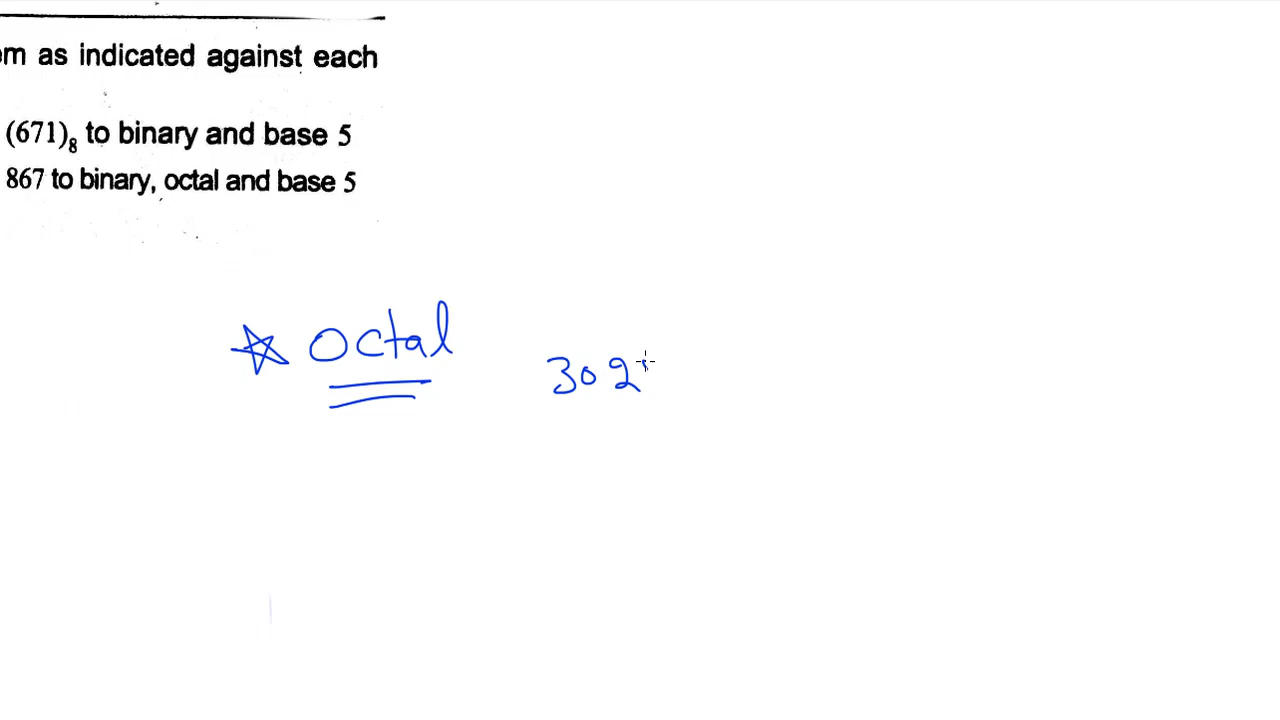 m as indicated against each
(671)₈ to binary and base 5
867 to binary, octal and base 5
☆ octal
302